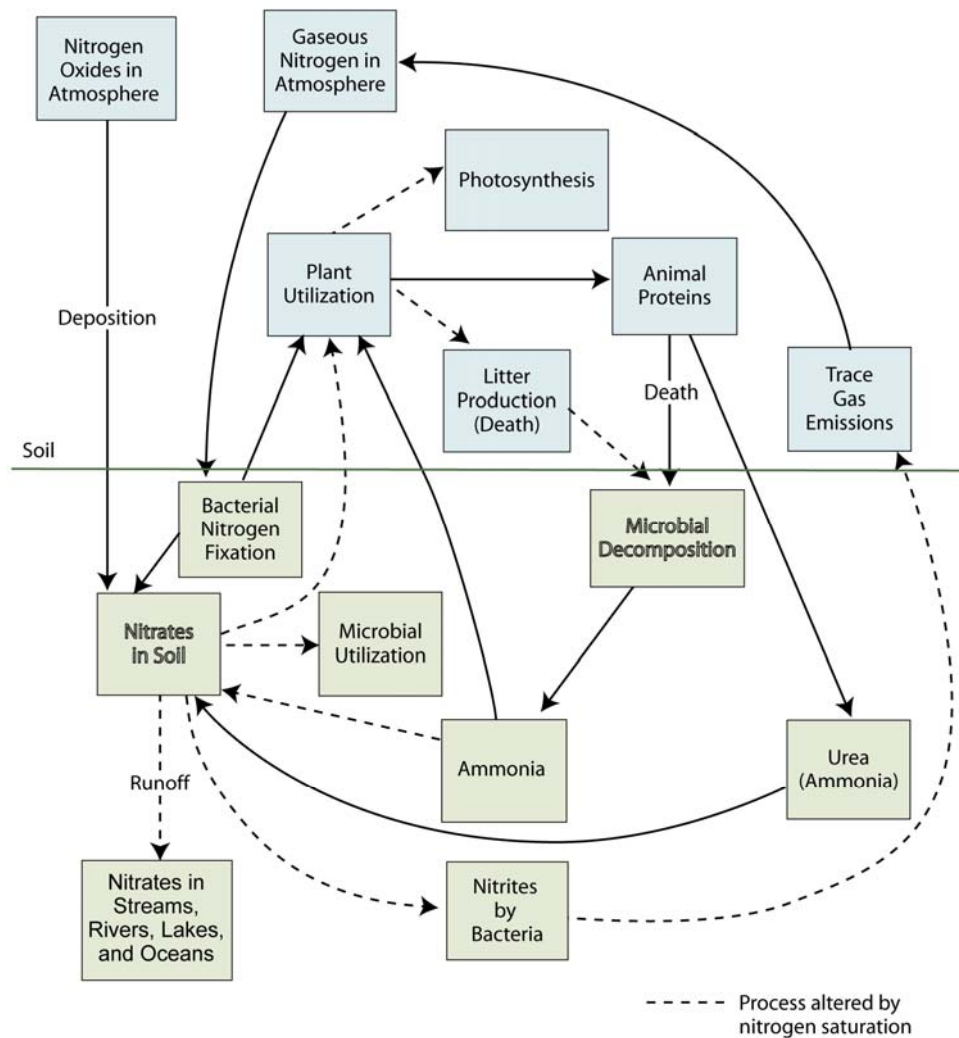 Nitrogen
Oxides in
Atmosphere
Gaseous
Nitrogen in
Atmosphere
Photosynthesis
Plant
Utilization
Animal
Proteins
Deposition
Litter
Production
(Death)
Death
Trace
Gas
Emissions
Soil
Bacterial
Nitrogen
Fixation
Microbial
Decomposition
Nitrates
in Soil
Microbial
Utilization
Ammonia
Urea
(Ammonia)
Runoff
Nitrates in
Streams,
Rivers, Lakes,
and Oceans
Nitrites
by
Bacteria
Process altered by
nitrogen saturation